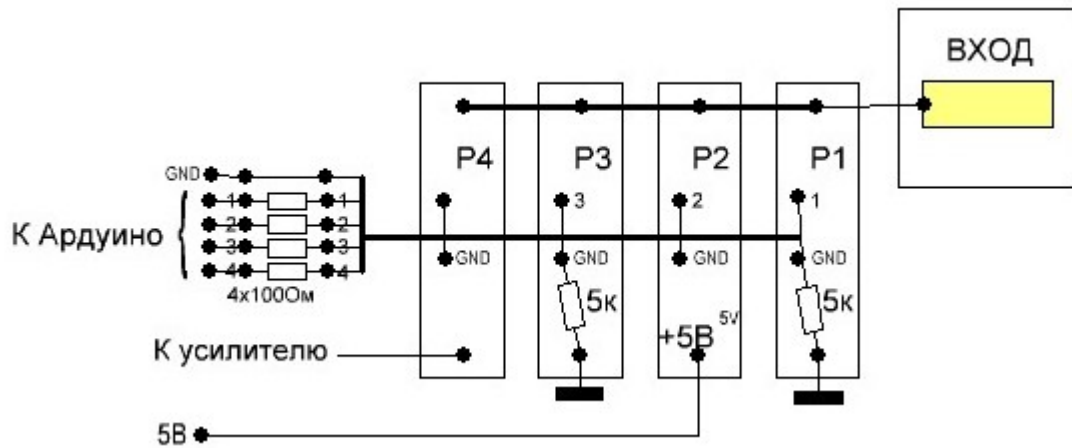 ВХОД
P4 P3 P2 P1
GND
1 1 3 2 1
2 2
К Ардуино
3 3 GND GND GND GND
4 4
4x100Ом
5к +5В 5V 5к
К усилителю
5В